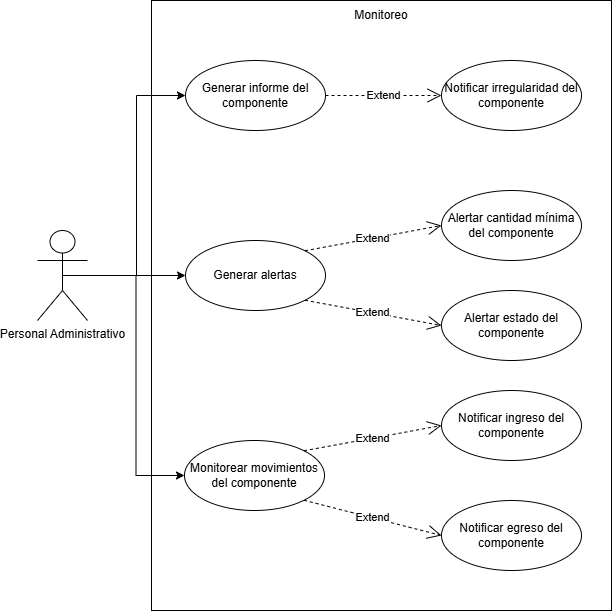 Monitoreo
Generar informe del
componente
Extend
Notificar irregularidad del
componente
Alertar cantidad mínima
del componente
Extend
Generar alertas
Extend
Alertar estado del
componente
Personal Administrativo
Notificar ingreso del
componente
Extend
Monitorear movimientos
del componente
Extend
Notificar egreso del
componente